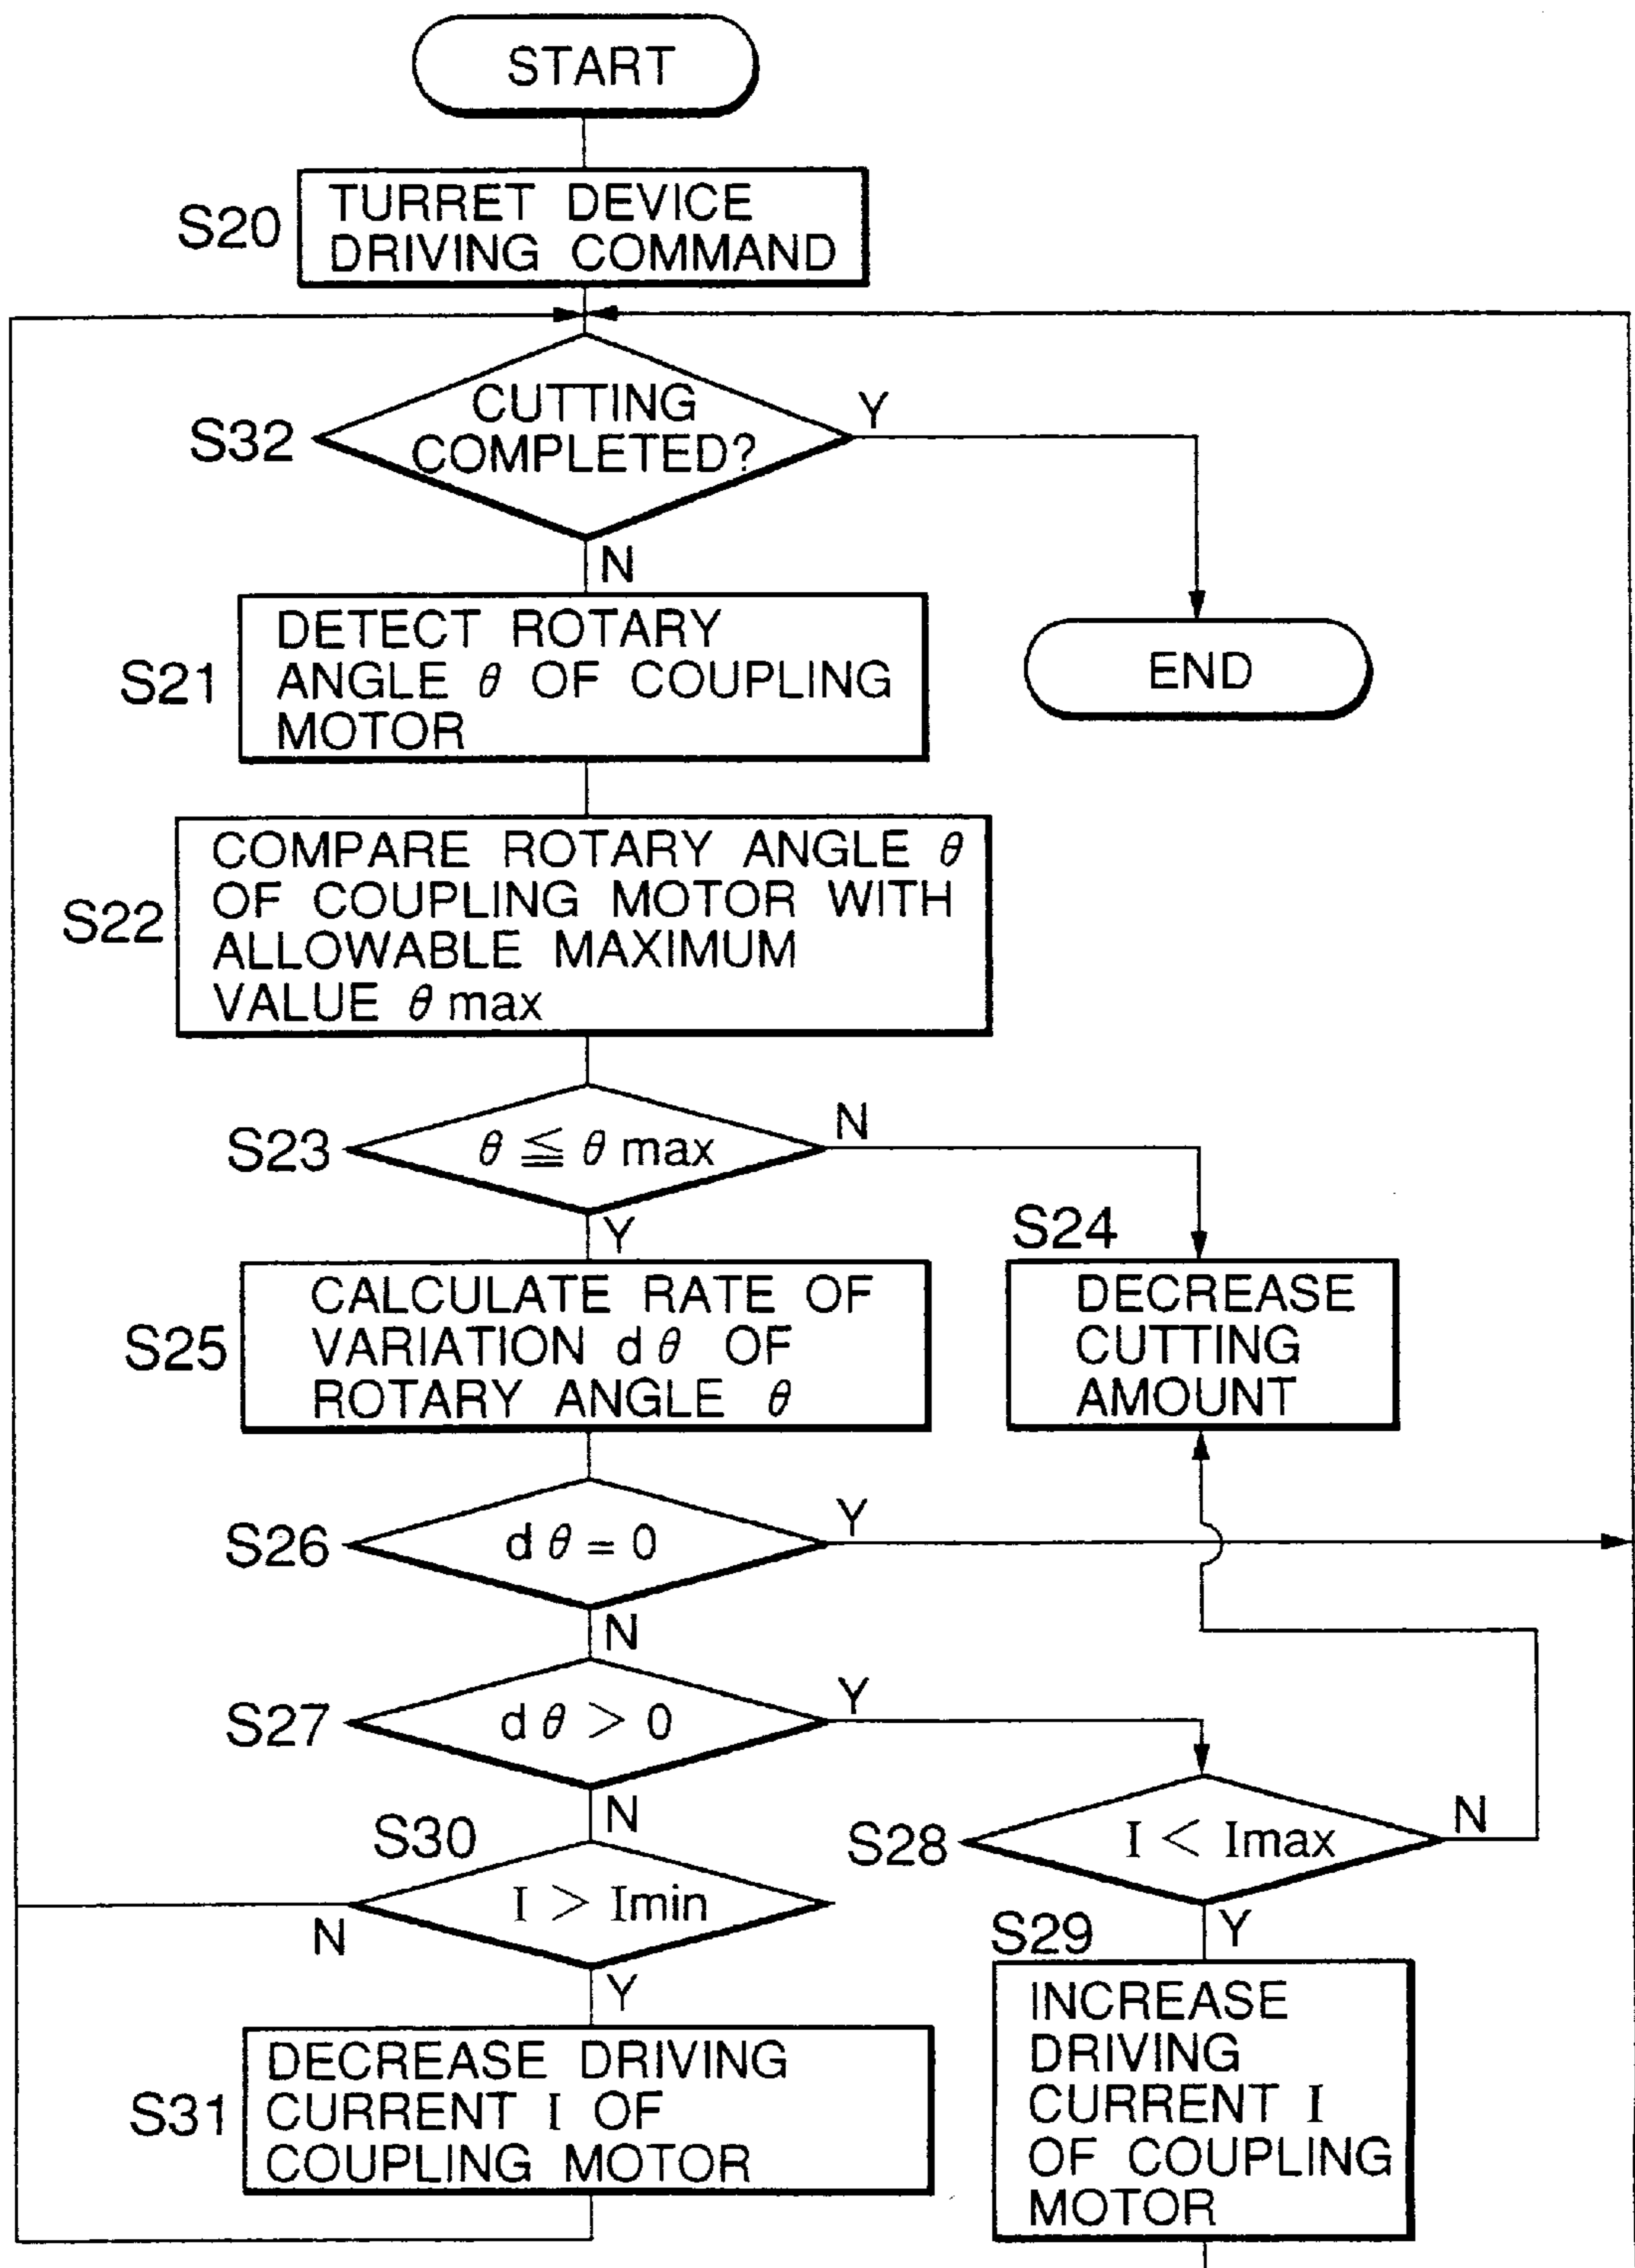 START
S20
TURRET DEVICE
DRIVING COMMAND
S32
CUTTING
COMPLETED?
Y
N
S21
DETECT ROTARY
ANGLE θ OF COUPLING
MOTOR
END
S22
COMPARE ROTARY ANGLE θ
OF COUPLING MOTOR WITH
ALLOWABLE MAXIMUM
VALUE θ max
S23
θ ≦ θ max
N
Y
S24
DECREASE
CUTTING
AMOUNT
S25
CALCULATE RATE OF
VARIATION d θ OF
ROTARY ANGLE θ
S26
d θ = 0
Y
N
S27
d θ > 0
Y
N
S28
I < Imax
N
Y
S30
I > Imin
N
Y
S29
INCREASE
DRIVING
CURRENT I
OF COUPLING
MOTOR
S31
DECREASE DRIVING
CURRENT I OF
COUPLING MOTOR